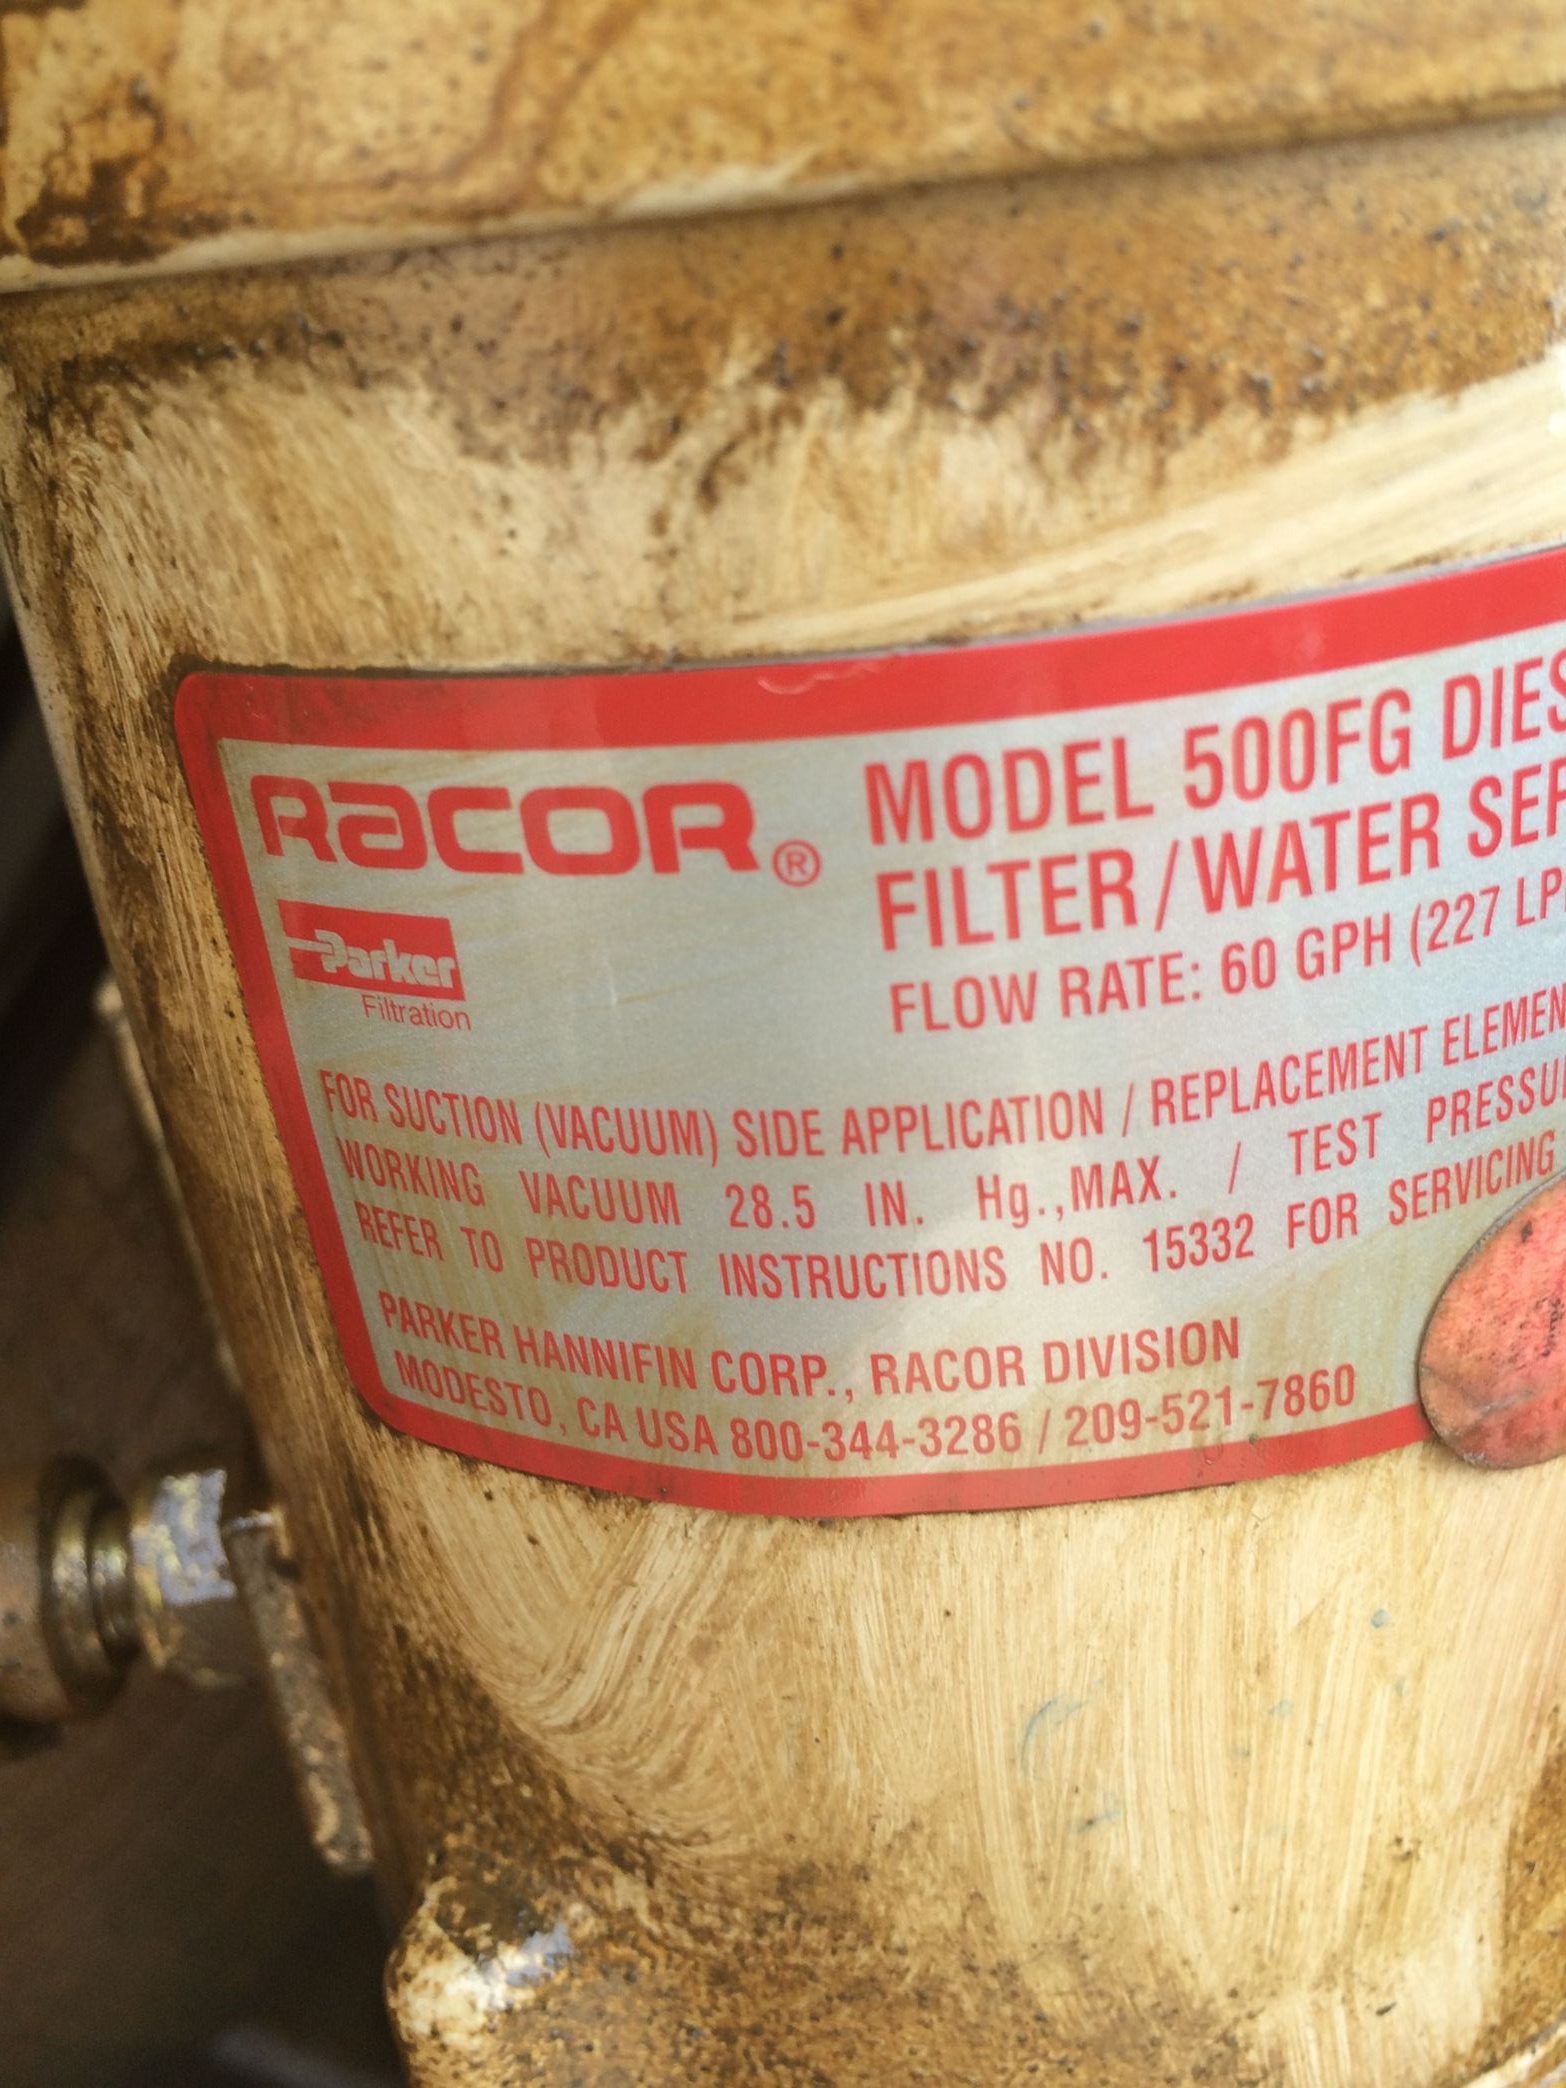 RACOR® MODEL 500FG DIES
FILTER/WATER SEP
FLOW RATE: 60 GPH (227 LP
Parker
Filtration
FOR SUCTION (VACUUM) SIDE APPLICATION / REPLACEMENT ELEMEN
WORKING VACUUM 28.5 IN. Hg.,MAX. / TEST PRESSU
REFER TO PRODUCT INSTRUCTIONS NO. 15332 FOR SERVICING
PARKER HANNIFIN CORP., RACOR DIVISION
MODESTO, CA USA 800-344-3286 / 209-521-7860